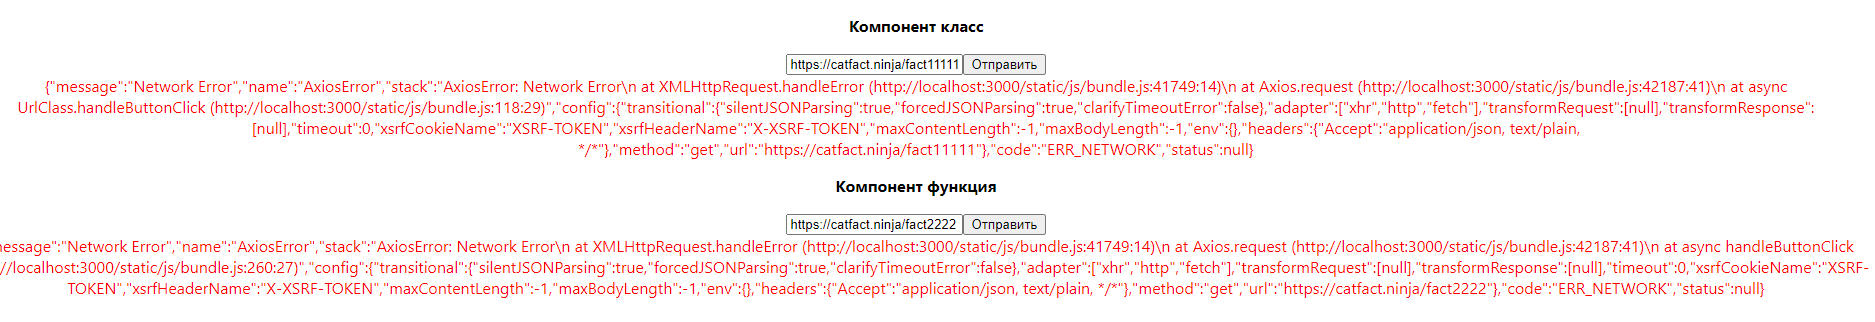 Компонент класс
https://catfact.ninja/fact11111 Отправить
{"message":"Network Error","name":"AxiosError","stack":"AxiosError: Network Error\n at XMLHttpRequest.handleError (http://localhost:3000/static/js/bundle.js:41749:14)\n at Axios.request (http://localhost:3000/static/js/bundle.js:42187:41)\n at async
UrlClass.handleButtonClick (http://localhost:3000/static/js/bundle.js:118:29)","config":{"transitional":{"silentJSONParsing":true,"forcedJSONParsing":true,"clarifyTimeoutError":false},"adapter":["xhr","http","fetch"],"transformRequest":[null],"transformResponse":
[null],"timeout":0,"xsrfCookieName":"XSRF-TOKEN","xsrfHeaderName":"X-XSRF-TOKEN","maxContentLength":-1,"maxBodyLength":-1,"env":{},"headers":{"Accept":"application/json, text/plain,
*/*"},"method":"get","url":"https://catfact.ninja/fact11111"},"code":"ERR_NETWORK","status":null}
Компонент функция
https://catfact.ninja/fact2222 Отправить
essage":"Network Error","name":"AxiosError","stack":"AxiosError: Network Error\n at XMLHttpRequest.handleError (http://localhost:3000/static/js/bundle.js:41749:14)\n at Axios.request (http://localhost:3000/static/js/bundle.js:42187:41)\n at async handleButtonClick
//localhost:3000/static/js/bundle.js:260:27)","config":{"transitional":{"silentJSONParsing":true,"forcedJSONParsing":true,"clarifyTimeoutError":false},"adapter":["xhr","http","fetch"],"transformRequest":[null],"transformResponse":[null],"timeout":0,"xsrfCookieName":"XSRF-
TOKEN","xsrfHeaderName":"X-XSRF-TOKEN","maxContentLength":-1,"maxBodyLength":-1,"env":{},"headers":{"Accept":"application/json, text/plain, */*"},"method":"get","url":"https://catfact.ninja/fact2222"},"code":"ERR_NETWORK","status":null}